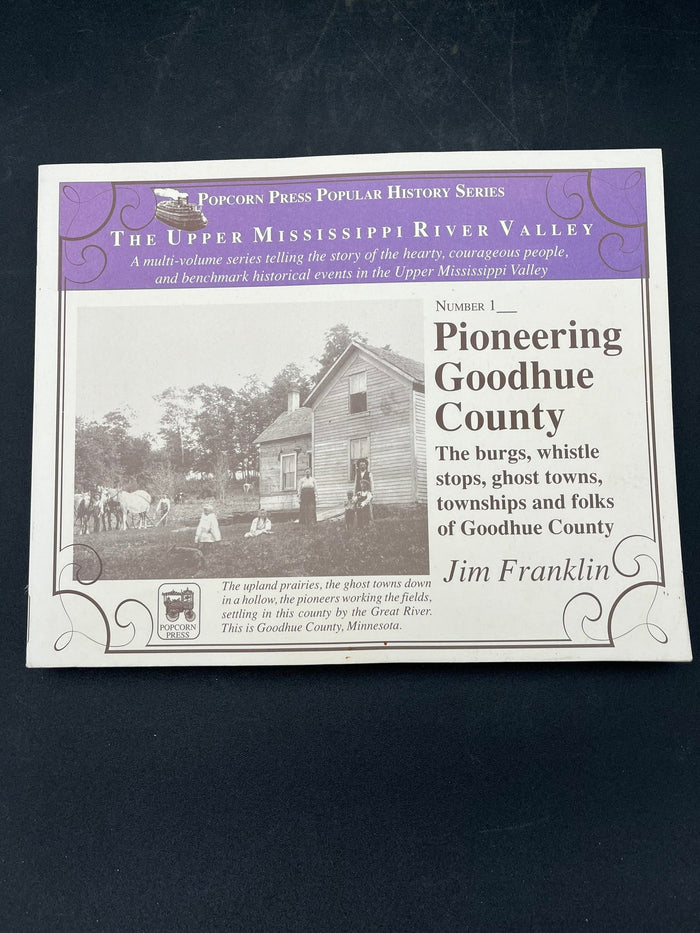 POPCORN PRESS POPULAR HISTORY SERIES
THE UPPER MISSISSIPPI RIVER VALLEY
A multi-volume series telling the story of the hearty, courageous people,
and benchmark historical events in the Upper Mississippi Valley
NUMBER 1__
Pioneering
Goodhue
County
The burgs, whistle
stops, ghost towns,
townships and folks
of Goodhue County
Jim Franklin
The upland prairies, the ghost towns down
in a hollow, the pioneers working the fields,
settling in this county by the Great River.
This is Goodhue County, Minnesota.
POPCORN
PRESS